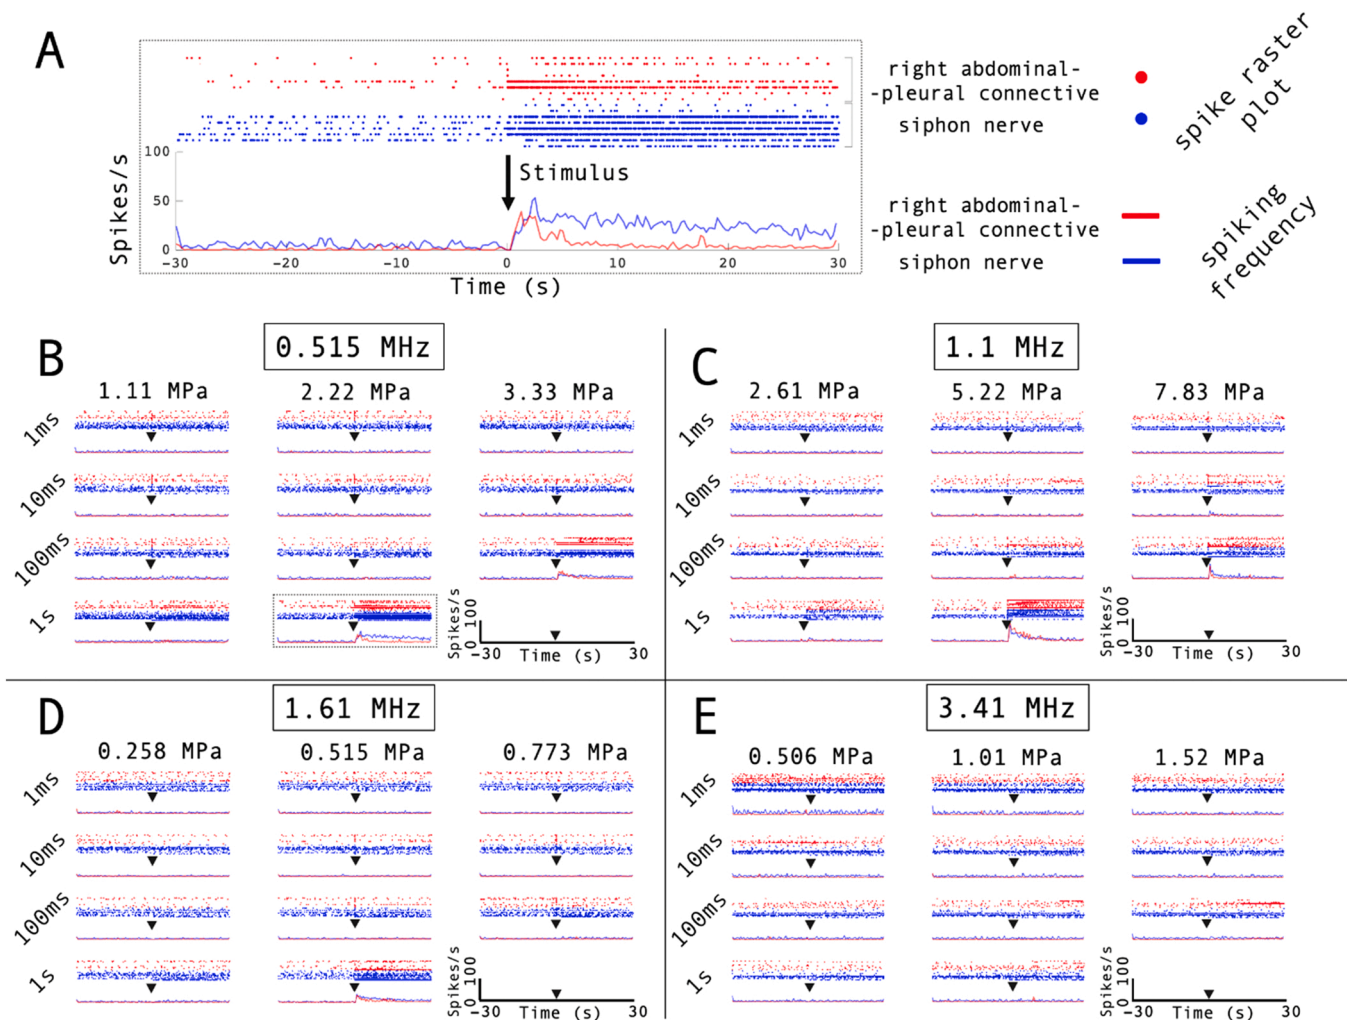 A
right abdominal-
-pleural connective
siphon nerve
spike raster
plot
100
50
0
Spikes/s
Stimulus
-30
-20
-10
0
10
20
30
Time (s)
right abdominal-
-pleural connective
siphon nerve
spiking
frequency
B
0.515 MHz
1.11 MPa
2.22 MPa
3.33 MPa
1ms
10ms
100ms
1s
Spikes/s
0 100
-30
Time (s)
30
C
1.1 MHz
2.61 MPa
5.22 MPa
7.83 MPa
1ms
10ms
100ms
1s
Spikes/s
0 100
-30
Time (s)
30
D
1.61 MHz
0.258 MPa
0.515 MPa
0.773 MPa
1ms
10ms
100ms
1s
Spikes/s
0 100
-30
Time (s)
30
E
3.41 MHz
0.506 MPa
1.01 MPa
1.52 MPa
1ms
10ms
100ms
1s
Spikes/s
0 100
-30
Time (s)
30